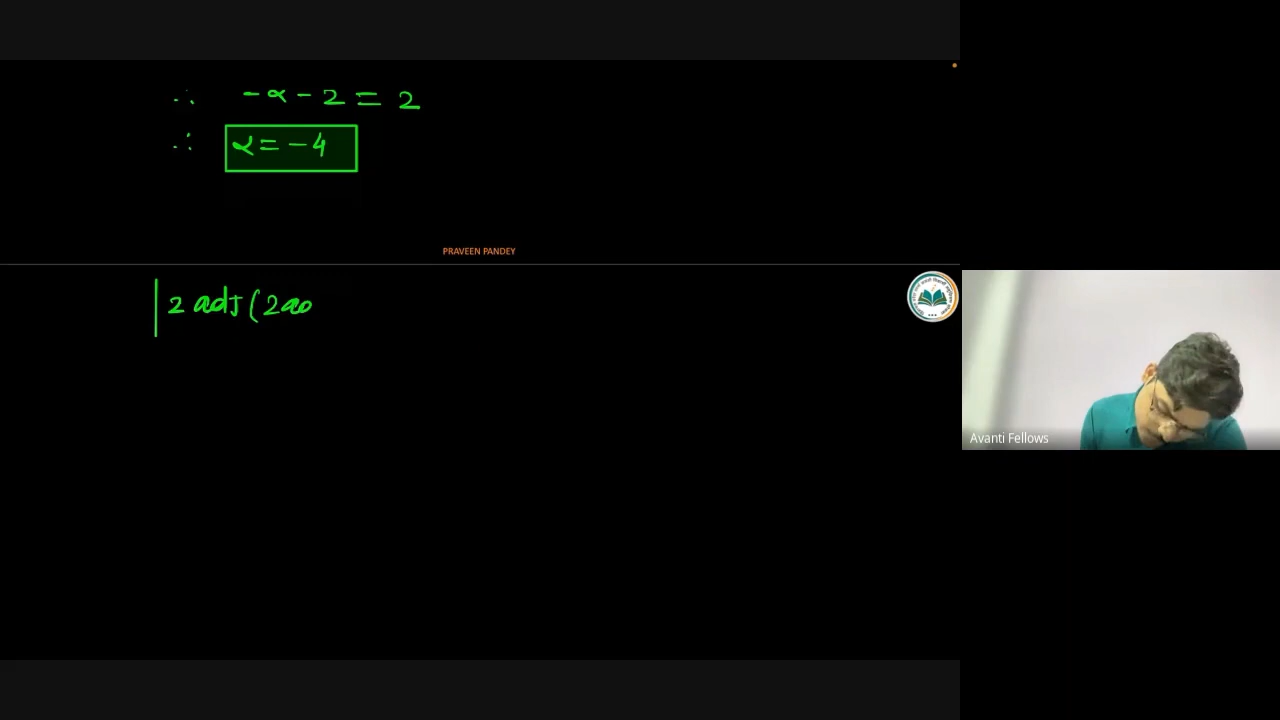 ∴ -α - 2 = 2
∴ α = -4
PRAVEEN PANDEY
|2 adj (2a
Avanti Fellows